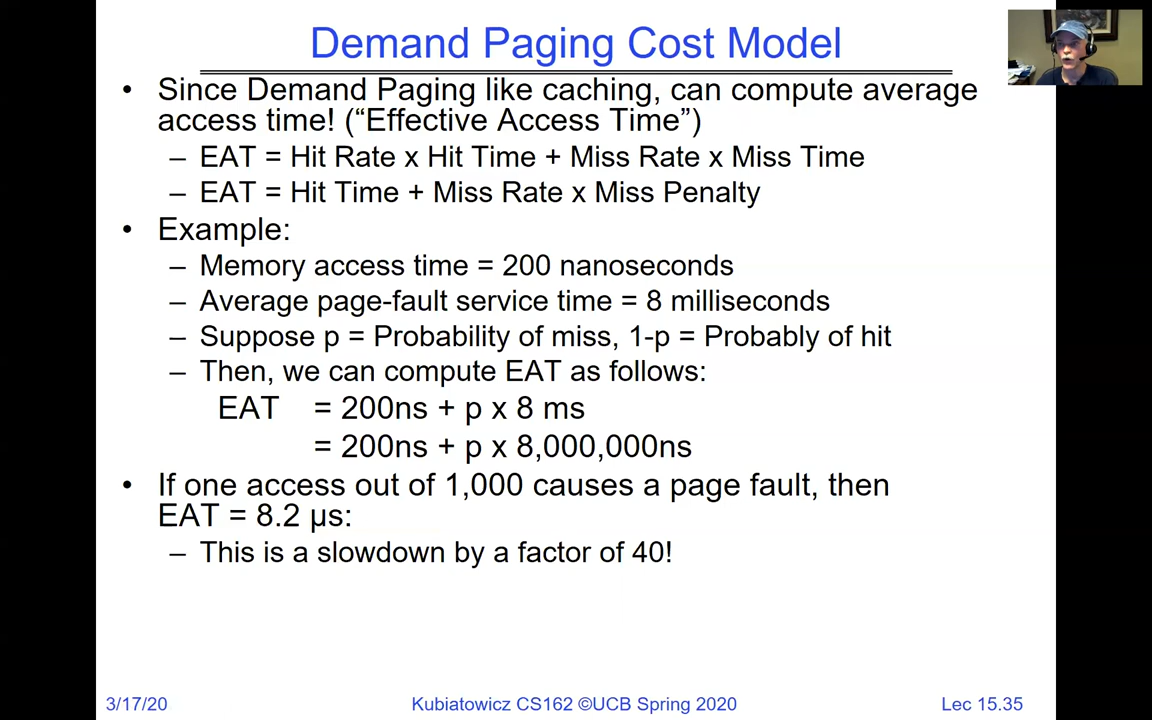 Demand Paging Cost Model
• Since Demand Paging like caching, can compute average
access time! (“Effective Access Time”)
– EAT = Hit Rate x Hit Time + Miss Rate x Miss Time
– EAT = Hit Time + Miss Rate x Miss Penalty
• Example:
– Memory access time = 200 nanoseconds
– Average page-fault service time = 8 milliseconds
– Suppose p = Probability of miss, 1-p = Probably of hit
– Then, we can compute EAT as follows:
EAT = 200ns + p x 8 ms
= 200ns + p x 8,000,000ns
• If one access out of 1,000 causes a page fault, then
EAT = 8.2 μs:
– This is a slowdown by a factor of 40!
3/17/20 Kubiatowicz CS162 ©UCB Spring 2020 Lec 15.35